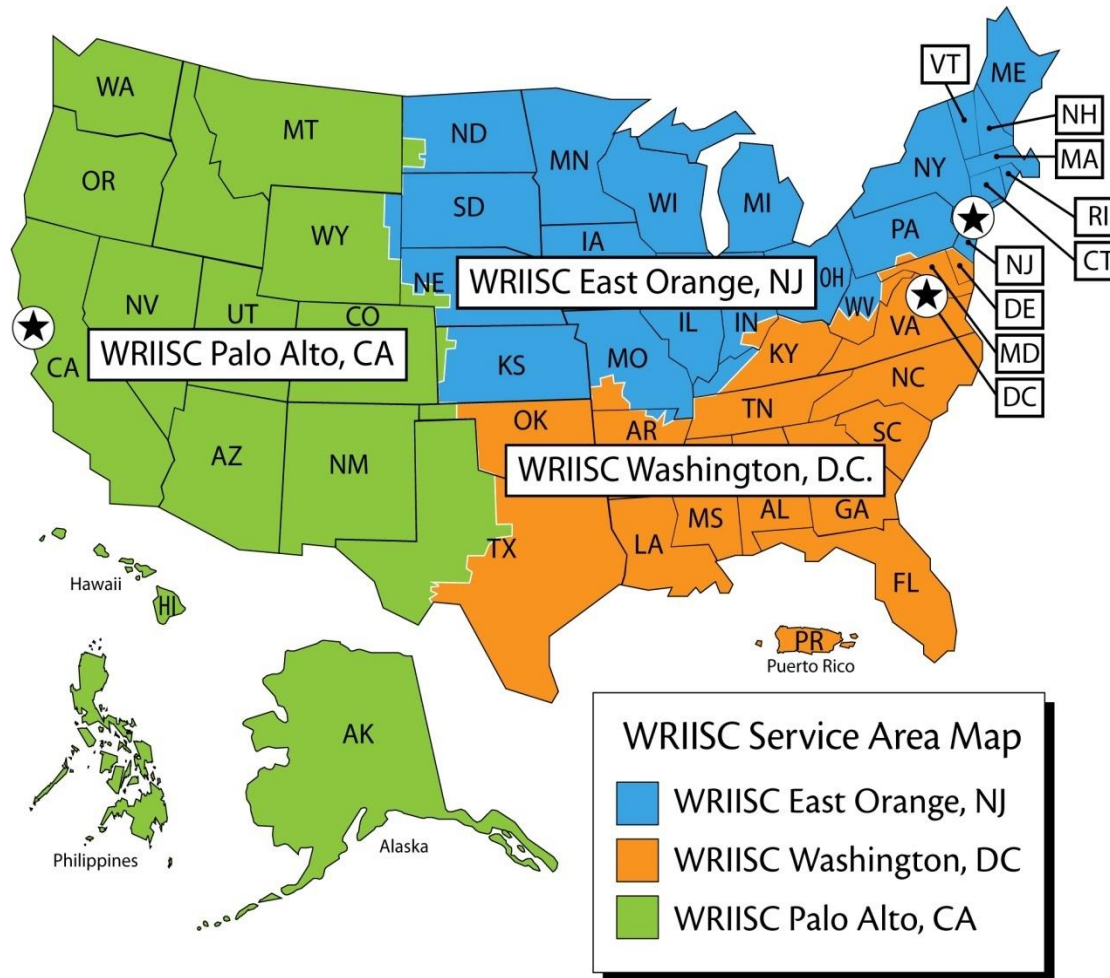 WA
MT
ND
MN
VT
ME
NH
MA
OR
SD
WI
MI
NY
RI
WY
IA
PA
CT
NJ
NE
WRIISC East Orange, NJ
OH
DE
NV
UT
CO
IL
IN
WV
VA
MD
CA
WRIISC Palo Alto, CA
KS
MO
KY
DC
NC
TN
OK
AR
SC
AZ
NM
WRIISC Washington, D.C.
MS
AL
GA
TX
LA
FL
Hawaii
HI
PR
Puerto Rico
AK
Philippines
Alaska
WRIISC Service Area Map
WRIISC East Orange, NJ
WRIISC Washington, DC
WRIISC Palo Alto, CA